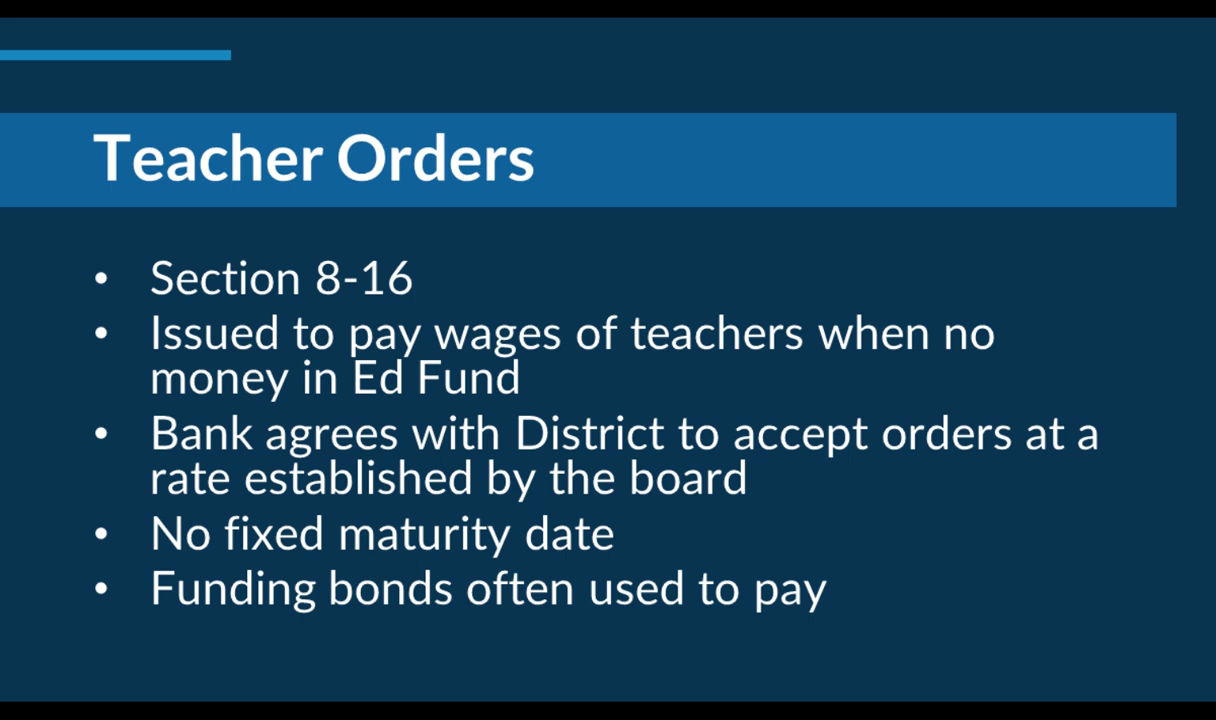 Teacher Orders
• Section 8-16
• Issued to pay wages of teachers when no
money in Ed Fund
• Bank agrees with District to accept orders at a
rate established by the board
• No fixed maturity date
• Funding bonds often used to pay